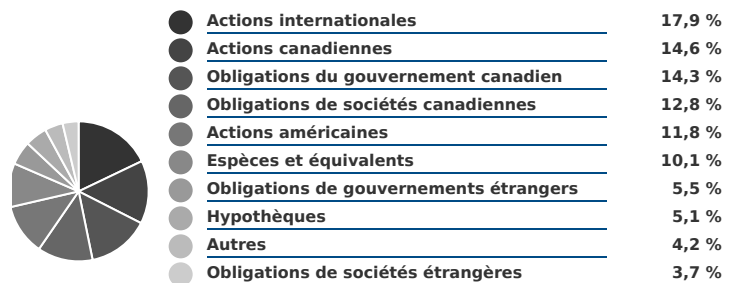 Actions internationales 17,9 %
Actions canadiennes 14,6 %
Obligations du gouvernement canadien 14,3 %
Obligations de sociétés canadiennes 12,8 %
Actions américaines 11,8 %
Espèces et équivalents 10,1 %
Obligations de gouvernements étrangers 5,5 %
Hypothèques 5,1 %
Autres 4,2 %
Obligations de sociétés étrangères 3,7 %